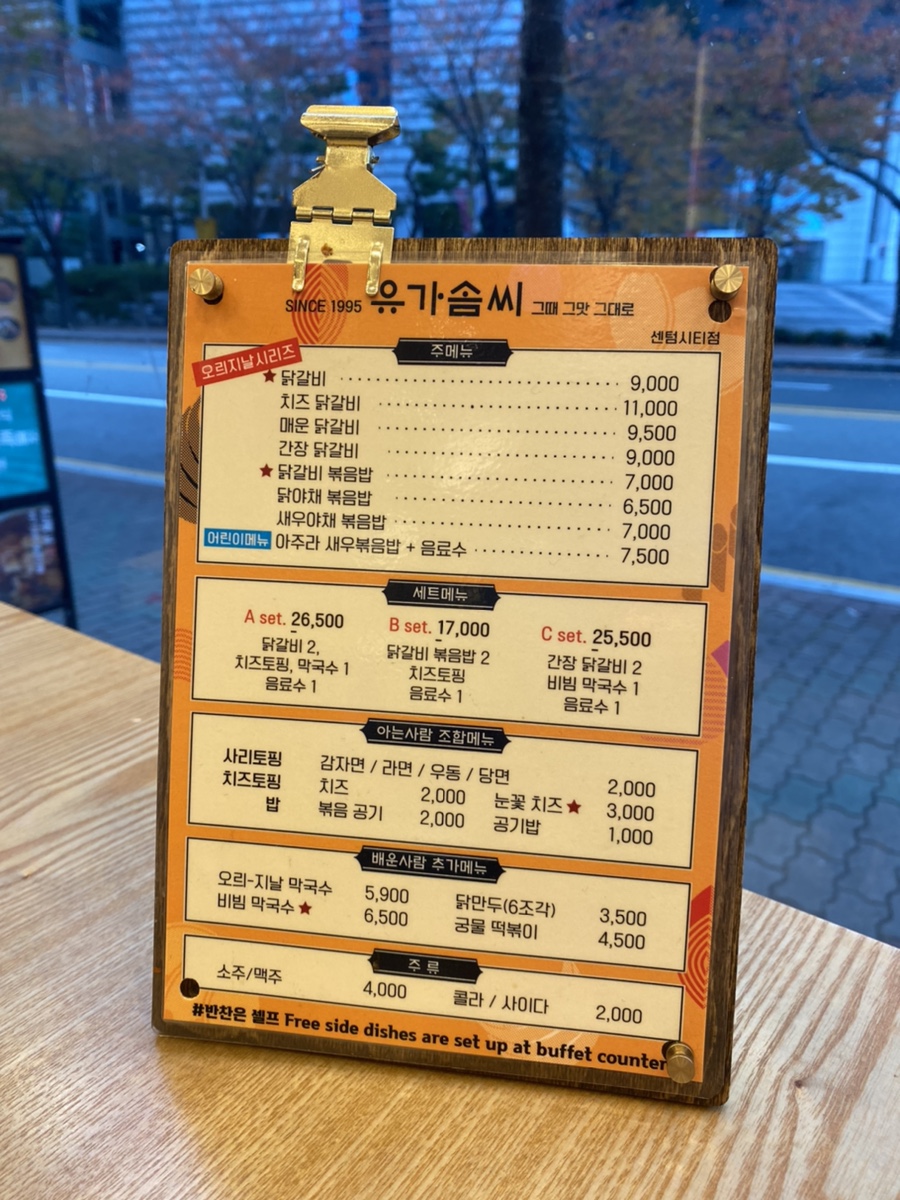 SINCE 1995 유가솜씨 그때 그맛 그대로
센텀시티점
주메뉴
오리지날시리즈
★ 닭갈비 9,000
치즈 닭갈비 11,000
매운 닭갈비 9,500
간장 닭갈비 9,000
★ 닭갈비 볶음밥 7,000
닭야채 볶음밥 6,500
새우야채 볶음밥 7,000
어린이메뉴 아주라 새우볶음밥 + 음료수 7,500
세트메뉴
A set. 26,500
닭갈비 2,
치즈토핑, 막국수 1
음료수 1
B set. 17,000
닭갈비 볶음밥 2
치즈토핑
음료수 1
C set. 25,500
간장 닭갈비 2
비빔 막국수 1
음료수 1
아는사람 조합메뉴
사리토핑 감자면 / 라면 / 우동 / 당면 2,000
치즈토핑 치즈 2,000 눈꽃 치즈★ 3,000
밥 볶음 공기 2,000 공기밥 1,000
배운사람 추가메뉴
오리-지날 막국수 5,900 닭만두(6조각) 3,500
비빔 막국수★ 6,500 궁물 떡볶이 4,500
주 류
소주/맥주 4,000 콜라 / 사이다 2,000
#반찬은 셀프 Free side dishes are set up at buffet counter